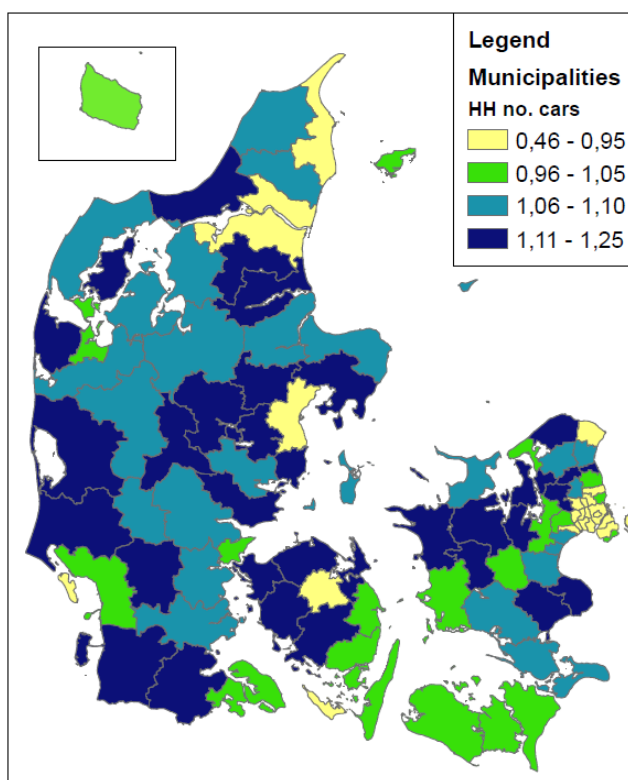 Legend
Municipalities
HH no. cars
0,46 - 0,95
0,96 - 1,05
1,06 - 1,10
1,11 - 1,25